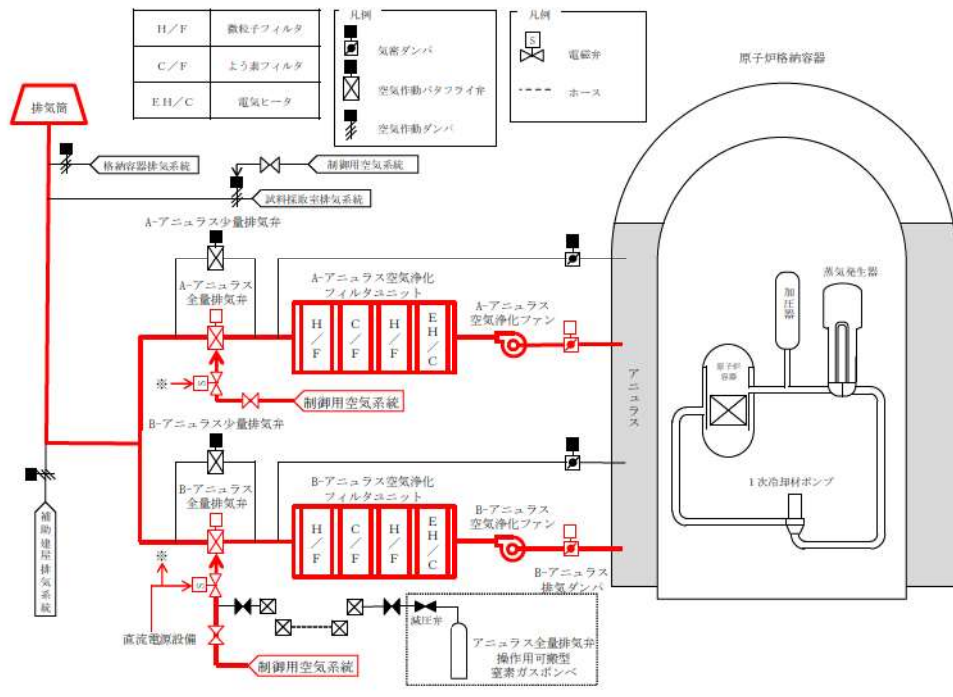 H/F 微粒子フィルタ
C/F よう素フィルタ
EH/C 電気ヒータ
凡例
気密ダンパ
空気作動バタフライ弁
空気作動ダンパ
凡例
S
電磁弁
ホース
排気筒
格納容器排気系統
制御用空気系統
試料採取室排気系統
A-アニュラス少量排気弁
A-アニュラス
全量排気弁
A-アニュラス空気浄化
フィルタユニット
H/F
C/F
H/F
EH/C
A-アニュラス
空気浄化ファン
※
S
制御用空気系統
B-アニュラス少量排気弁
B-アニュラス
全量排気弁
B-アニュラス空気浄化
フィルタユニット
H/F
C/F
H/F
EH/C
B-アニュラス
空気浄化ファン
B-アニュラス
排気ダンパ
※
S
直流電源設備
制御用空気系統
補助建屋排気系統
減圧弁
アニュラス全量排気弁
操作用可搬型
窒素ガスボンベ
原子炉格納容器
アニュラス
加圧器
蒸気発生器
原子炉
容器
1次冷却材ポンプ